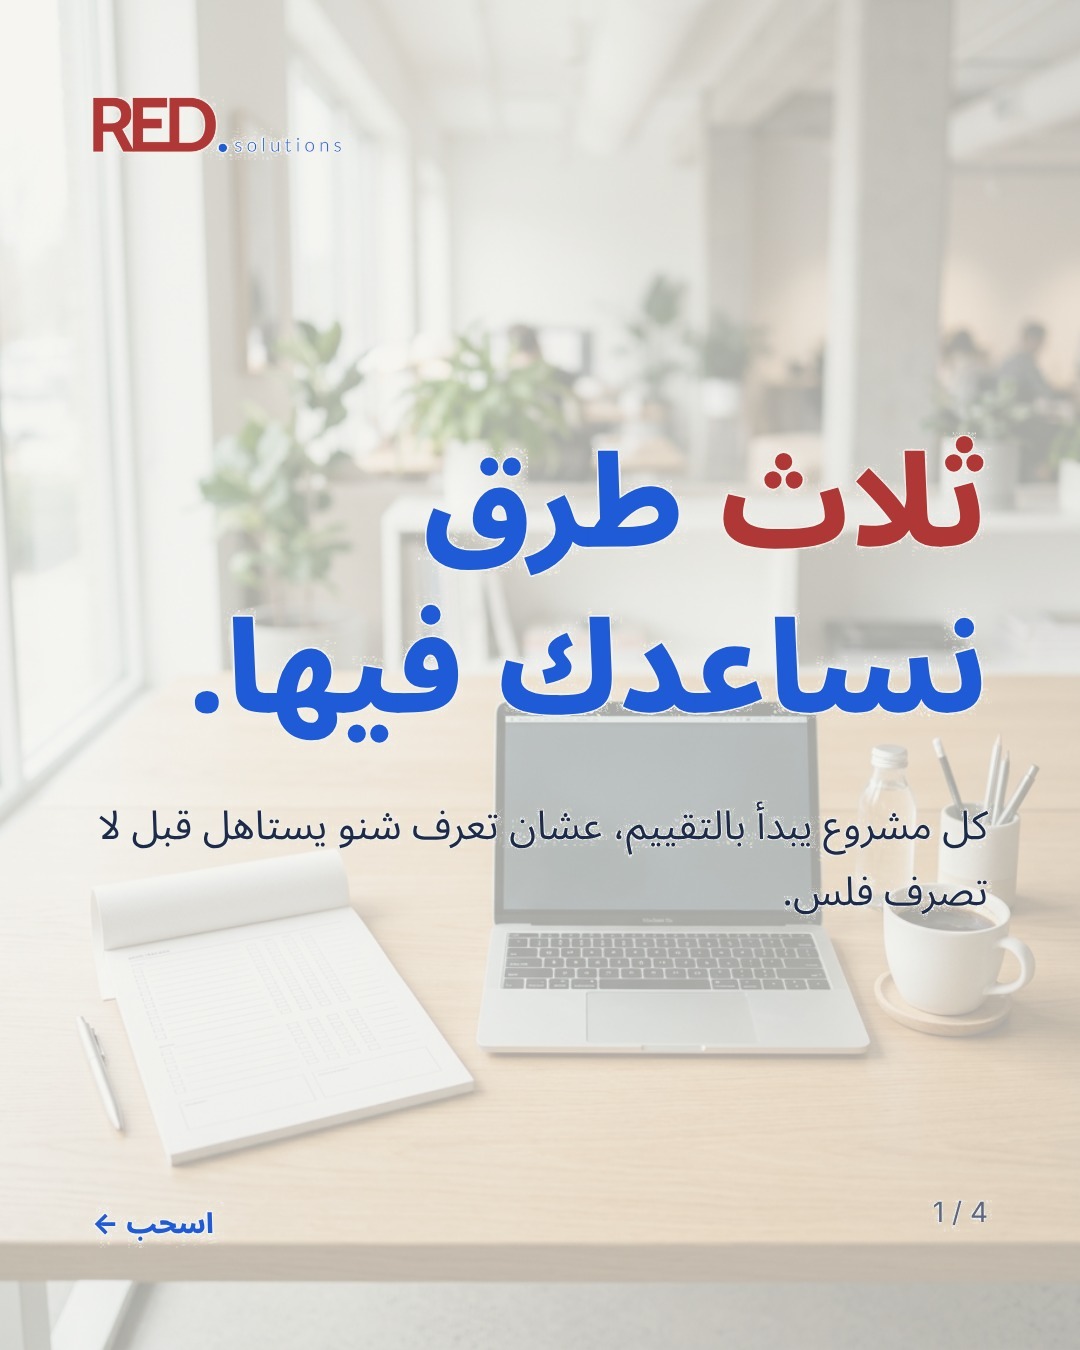 RED.solutions
ثلاث طرق
نساعدك فيها.
كل مشروع يبدأ بالتقييم، عشان تعرف شنو يستاهل قبل لا
تصرف فلس.
1 / 4
اسحب ←